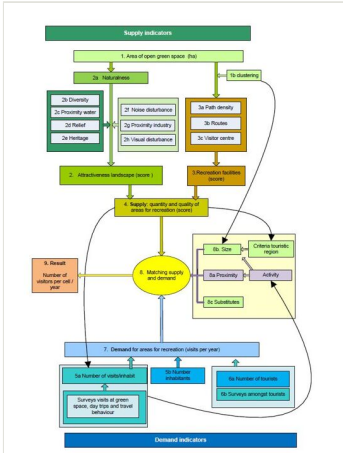 Supply indicators
1. Area of open green space (ha)
2a Naturalness
1b clustering
2b Diversity
2c Proximity water
2d Relief
2e Heritage
2f Noise disturbance
2g Proximity industry
2h Visual disturbance
3a Path density
3b Routes
3c Visitor centre
2. Attractiveness landscape (score )
3.Recreation facilities
(score)
4. Supply: quantity and quality of
areas for recreation (score)
9. Result
Number of
visitors per cell /
year
8. Matching supply
and demand
8b. Size
Criteria touristic
region
8a Proximity
Activity
8c Substitutes
7. Demand for areas for recreation (visits per year)
5a Number of visits/inhabit
Surveys visits at green
space, day trips and travel
behaviour
5b Number
inhabitants
6a Number of tourists
6b Surveys amongst tourists
Demand indicators